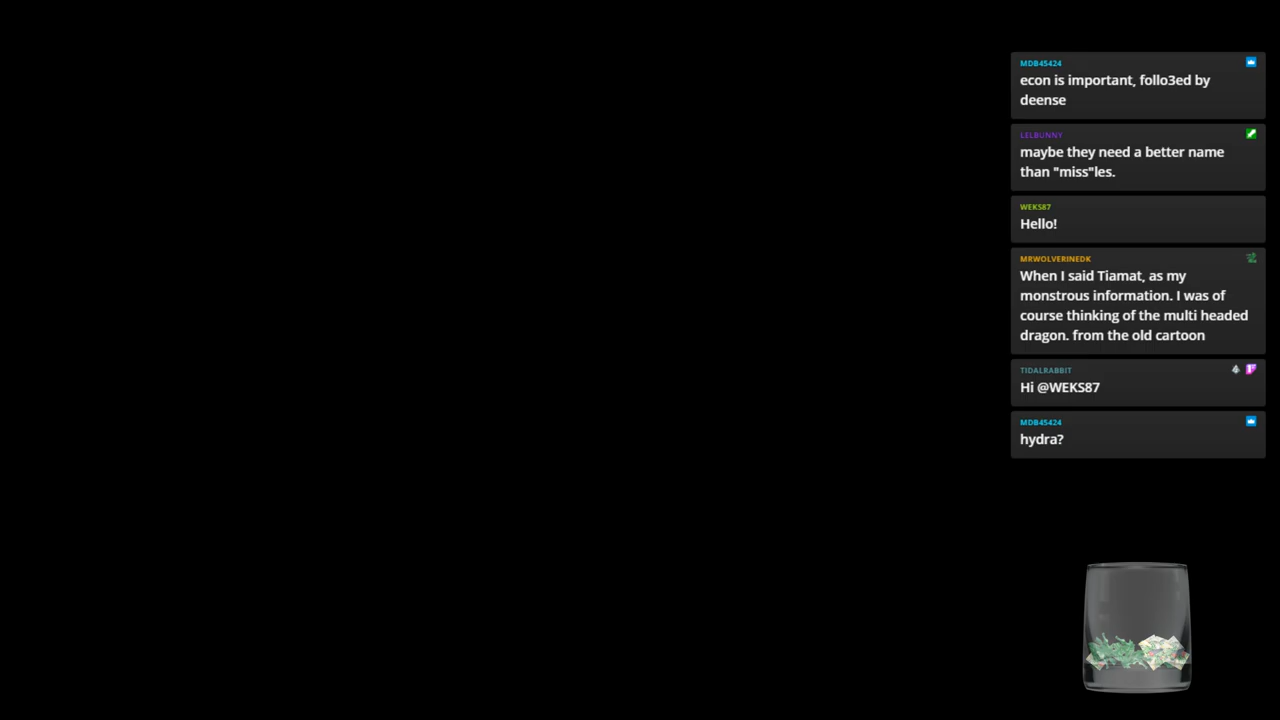 MDB45424
econ is important, follo3ed by
deense
LELBUNNY
maybe they need a better name
than "miss"les.
WEKS87
Hello!
MRWOLVERINEDK
When I said Tiamat, as my
monstrous information. I was of
course thinking of the multi headed
dragon. from the old cartoon
TIDALRABBIT
Hi @WEKS87
MDB45424
hydra?